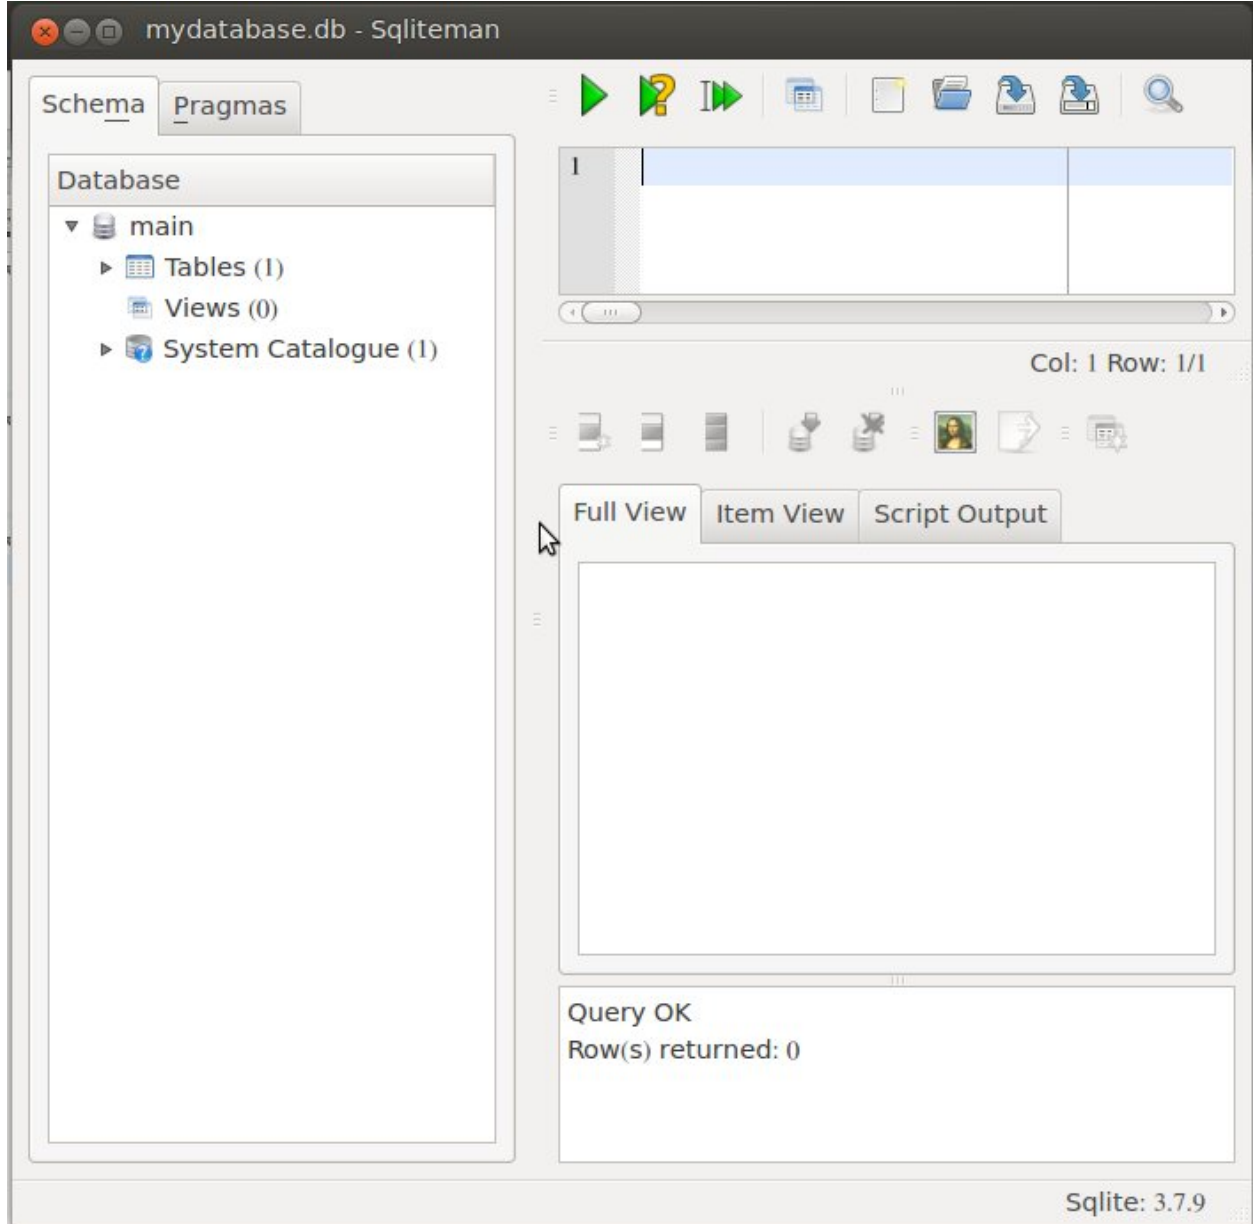 mydatabase.db - Sqliteman
Schema
Pragmas
Database
main
Tables (1)
Views (0)
System Catalogue (1)
1
Col: 1 Row: 1/1
Full View
Item View
Script Output
Query OK
Row(s) returned: 0
Sqlite: 3.7.9